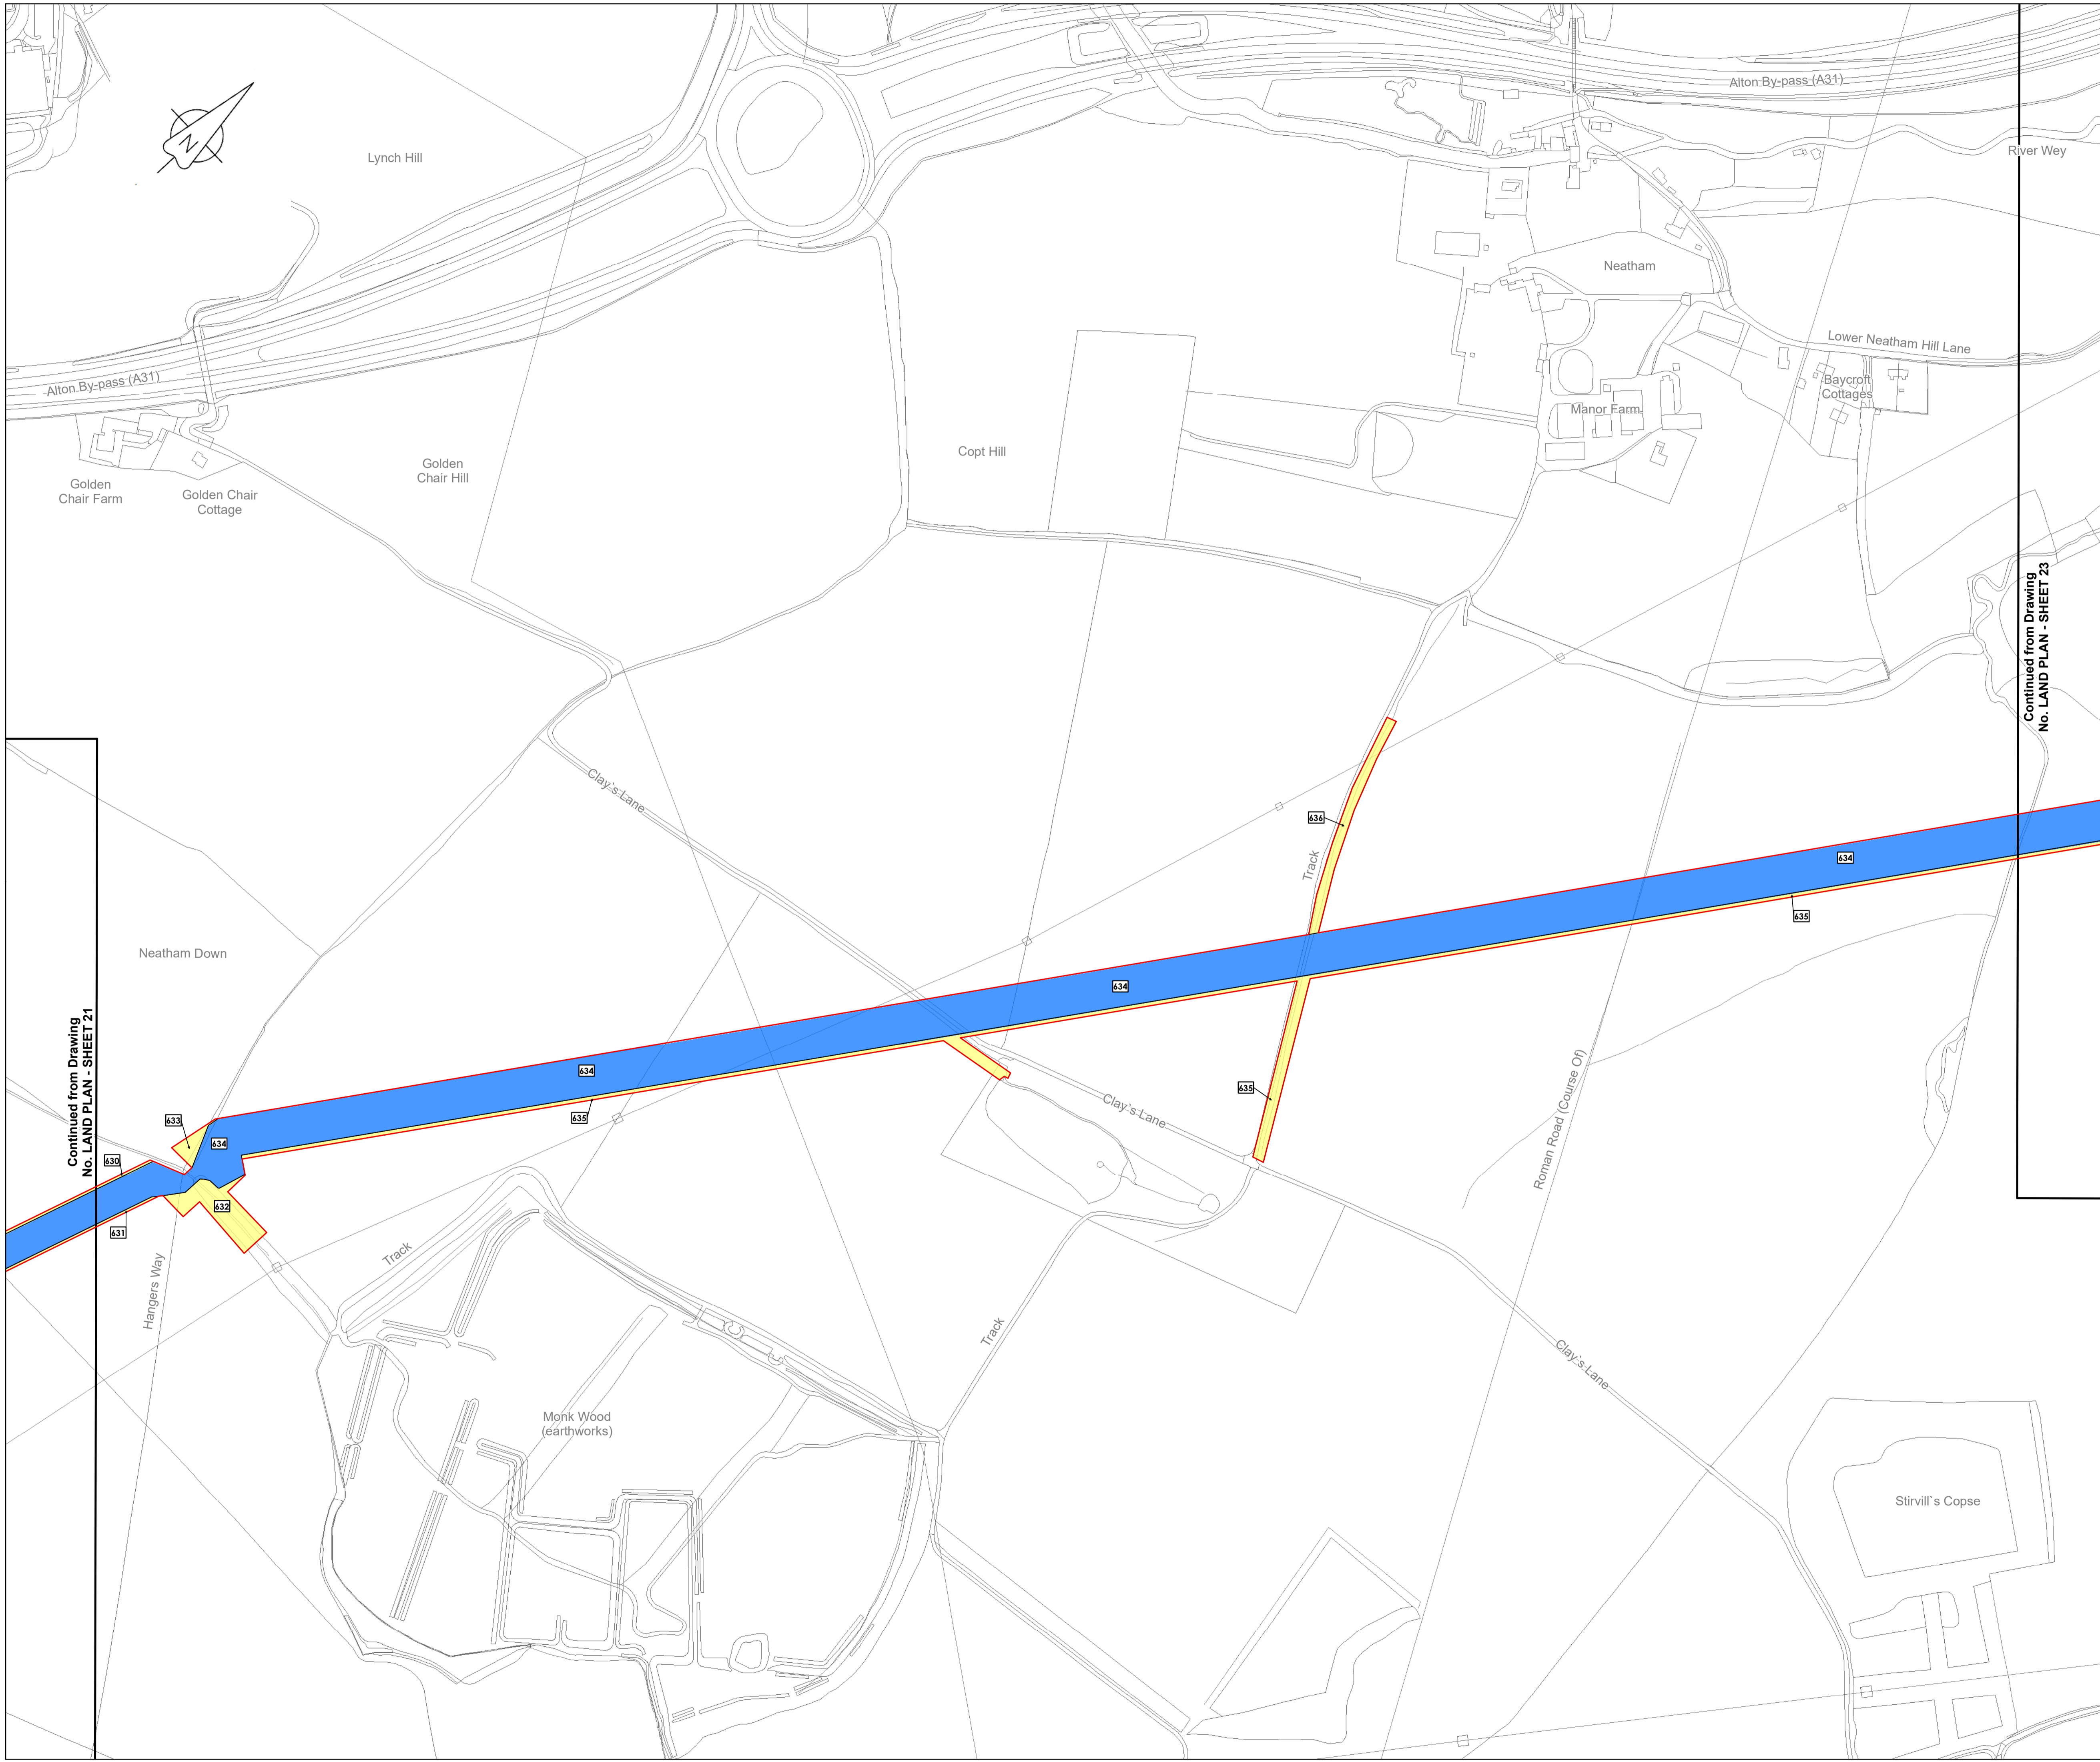 Alton By-pass (A31)
River Wey
N
Lynch Hill
Neatham
Lower Neatham Hill Lane
Alton By-pass (A31)
Baycroft
Cottages
Manor Farm
Golden
Chair Hill
Copt Hill
Golden
Chair Farm
Golden Chair
Cottage
Continued from Drawing
No. LAND PLAN - SHEET 23
Clay`s Lane
636
Track
634
635
Neatham Down
634
Continued from Drawing
No. LAND PLAN - SHEET 21
634
635
635
Clay`s Lane
Roman Road (Course Of)
633
634
630
632
631
Hangers Way
Track
Track
Clay`s Lane
Monk Wood
(earthworks)
Stirvill`s Copse